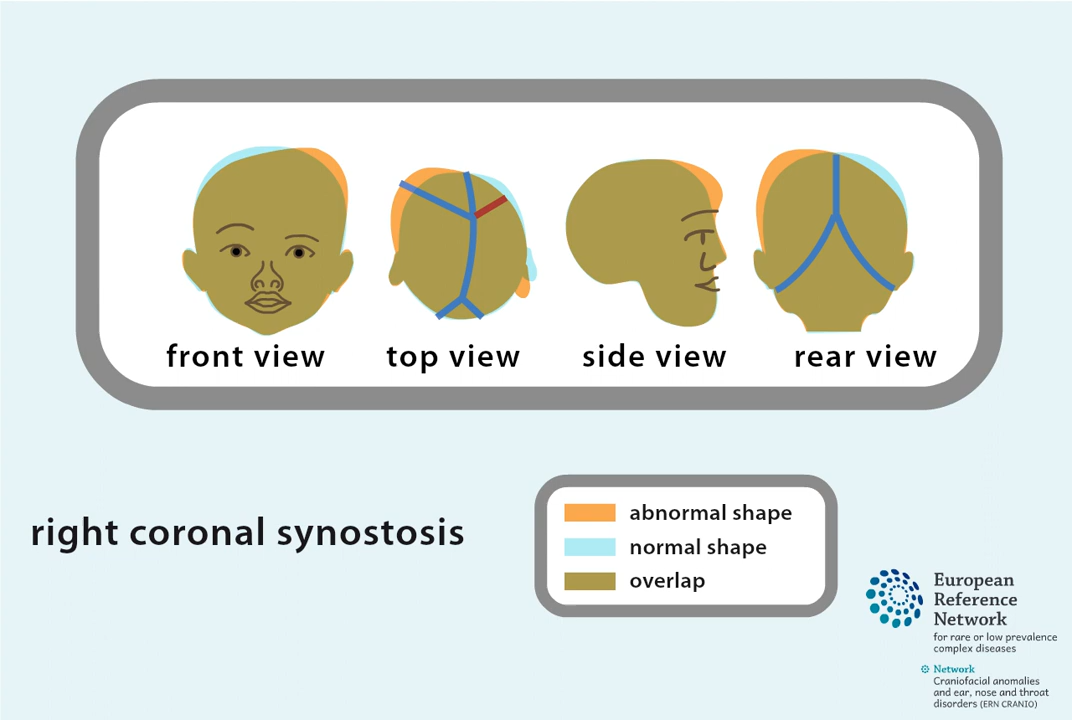 front view
top view
side view
rear view
right coronal synostosis
abnormal shape
normal shape
overlap
European
Reference
Network
for rare or low prevalence
complex diseases
Network
Craniofacial anomalies
and ear, nose and throat
disorders (ERN CRANIO)